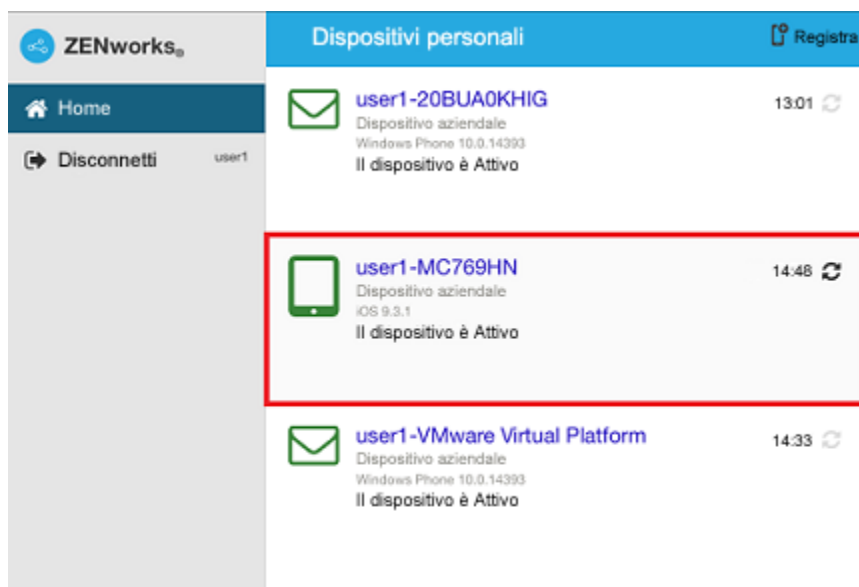 ZENworks®
Dispositivi personali
Registra
Home
Disconnetti
user1
user1-20BUA0KHIG
13:01
Dispositivo aziendale
Windows Phone 10.0.14393
Il dispositivo è Attivo
user1-MC769HN
14:48
Dispositivo aziendale
iOS 9.3.1
Il dispositivo è Attivo
user1-VMware Virtual Platform
14:33
Dispositivo aziendale
Windows Phone 10.0.14393
Il dispositivo è Attivo